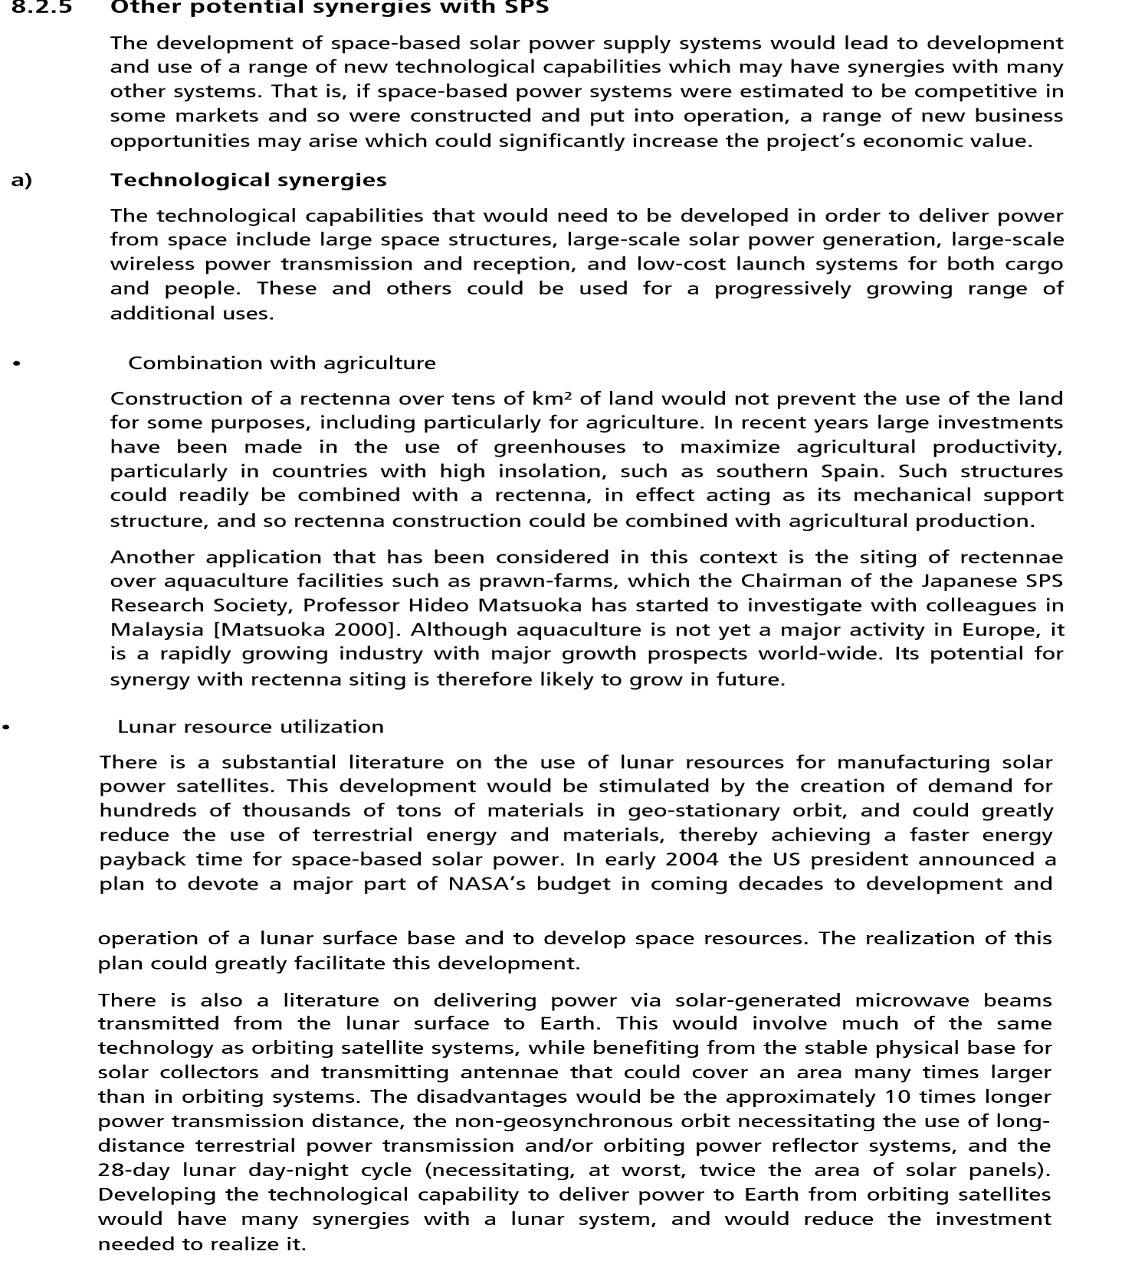 8.2.5 Other potential synergies with SPS
The development of space-based solar power supply systems would lead to development
and use of a range of new technological capabilities which may have synergies with many
other systems. That is, if space-based power systems were estimated to be competitive in
some markets and so were constructed and put into operation, a range of new business
opportunities may arise which could significantly increase the project's economic value.
a) Technological synergies
The technological capabilities that would need to be developed in order to deliver power
from space include large space structures, large-scale solar power generation, large-scale
wireless power transmission and reception, and low-cost launch systems for both cargo
and people. These and others could be used for a progressively growing range of
additional uses.
• Combination with agriculture
Construction of a rectenna over tens of km² of land would not prevent the use of the land
for some purposes, including particularly for agriculture. In recent years large investments
have been made in the use of greenhouses to maximize agricultural productivity,
particularly in countries with high insolation, such as southern Spain. Such structures
could readily be combined with a rectenna, in effect acting as its mechanical support
structure, and so rectenna construction could be combined with agricultural production.
Another application that has been considered in this context is the siting of rectennae
over aquaculture facilities such as prawn-farms, which the Chairman of the Japanese SPS
Research Society, Professor Hideo Matsuoka has started to investigate with colleagues in
Malaysia [Matsuoka 2000]. Although aquaculture is not yet a major activity in Europe, it
is a rapidly growing industry with major growth prospects world-wide. Its potential for
synergy with rectenna siting is therefore likely to grow in future.
• Lunar resource utilization
There is a substantial literature on the use of lunar resources for manufacturing solar
power satellites. This development would be stimulated by the creation of demand for
hundreds of thousands of tons of materials in geo-stationary orbit, and could greatly
reduce the use of terrestrial energy and materials, thereby achieving a faster energy
payback time for space-based solar power. In early 2004 the US president announced a
plan to devote a major part of NASA's budget in coming decades to development and
operation of a lunar surface base and to develop space resources. The realization of this
plan could greatly facilitate this development.
There is also a literature on delivering power via solar-generated microwave beams
transmitted from the lunar surface to Earth. This would involve much of the same
technology as orbiting satellite systems, while benefiting from the stable physical base for
solar collectors and transmitting antennae that could cover an area many times larger
than in orbiting systems. The disadvantages would be the approximately 10 times longer
power transmission distance, the non-geosynchronous orbit necessitating the use of long-
distance terrestrial power transmission and/or orbiting power reflector systems, and the
28-day lunar day-night cycle (necessitating, at worst, twice the area of solar panels).
Developing the technological capability to deliver power to Earth from orbiting satellites
would have many synergies with a lunar system, and would reduce the investment
needed to realize it.